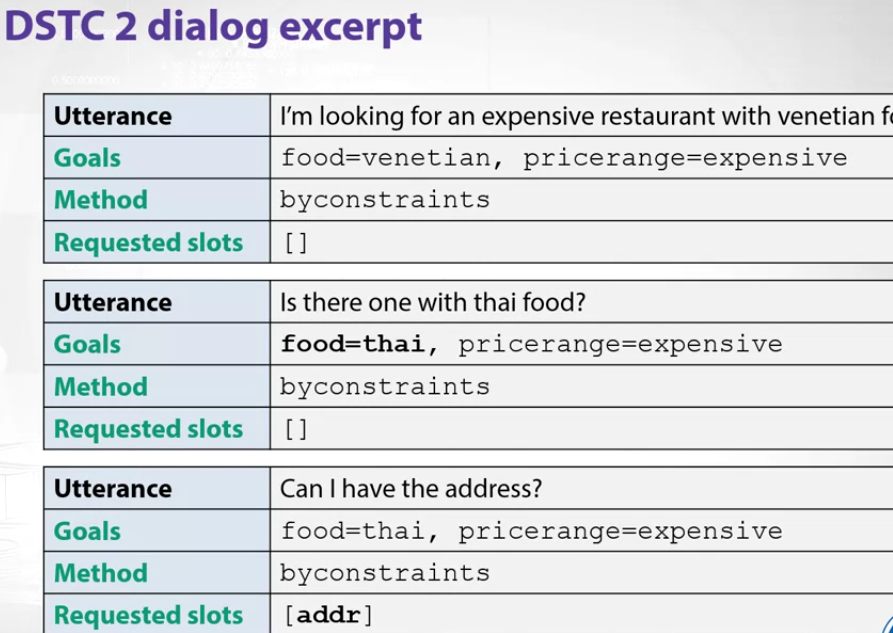 DSTC 2 dialog excerpt
Utterance I'm looking for an expensive restaurant with venetian
Goals food=venetian, pricerange=expensive
Method byconstraints
Requested slots []
Utterance Is there one with thai food?
Goals food=thai, pricerange=expensive
Method byconstraints
Requested slots []
Utterance Can I have the address?
Goals food=thai, pricerange=expensive
Method byconstraints
Requested slots [addr]